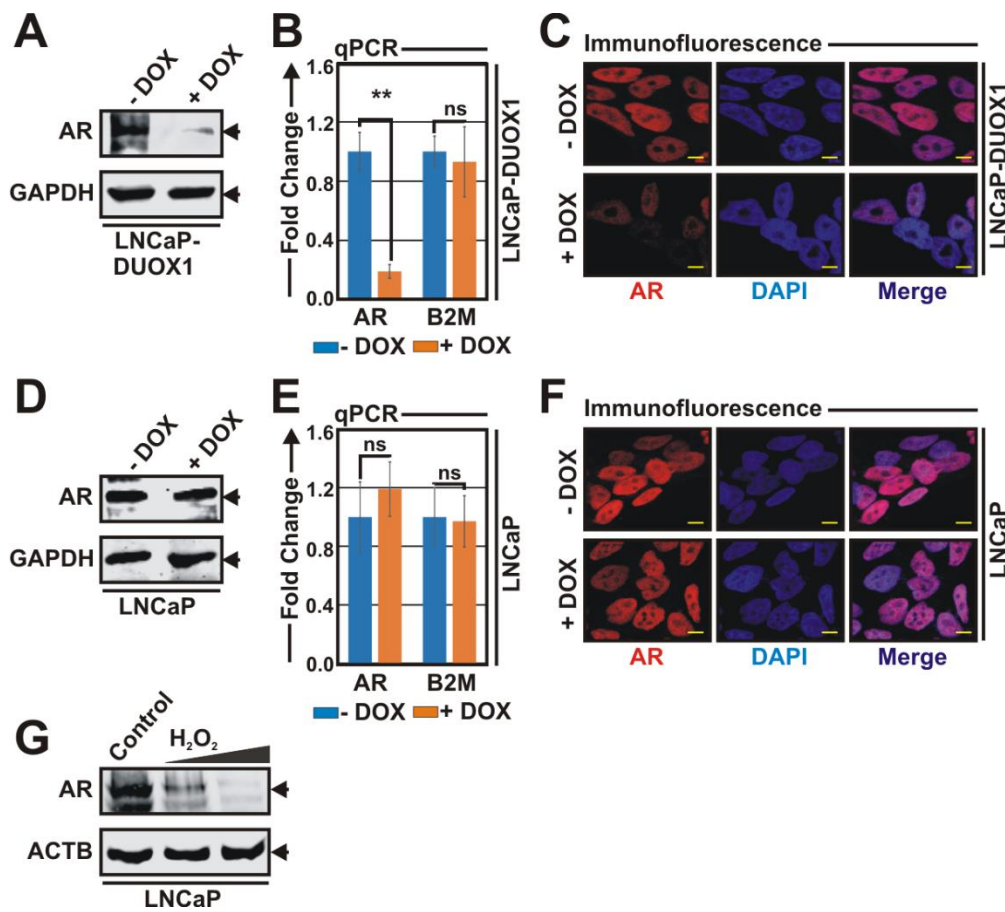 A
- DOX
+ DOX
AR
GAPDH
LNCaP-
DUOX1
B
qPCR
Fold Change
1.6
1.2
0.8
0.4
0.0
**
ns
AR B2M
- DOX + DOX
LNCaP-DUOX1
C
Immunofluorescence
- DOX
+ DOX
AR DAPI Merge
LNCaP-DUOX1
D
- DOX
+ DOX
AR
GAPDH
LNCaP
E
qPCR
Fold Change
1.6
1.2
0.8
0.4
0.0
ns
ns
AR B2M
- DOX + DOX
LNCaP
F
Immunofluorescence
- DOX
+ DOX
AR DAPI Merge
LNCaP
G
Control
H₂O₂
AR
ACTB
LNCaP